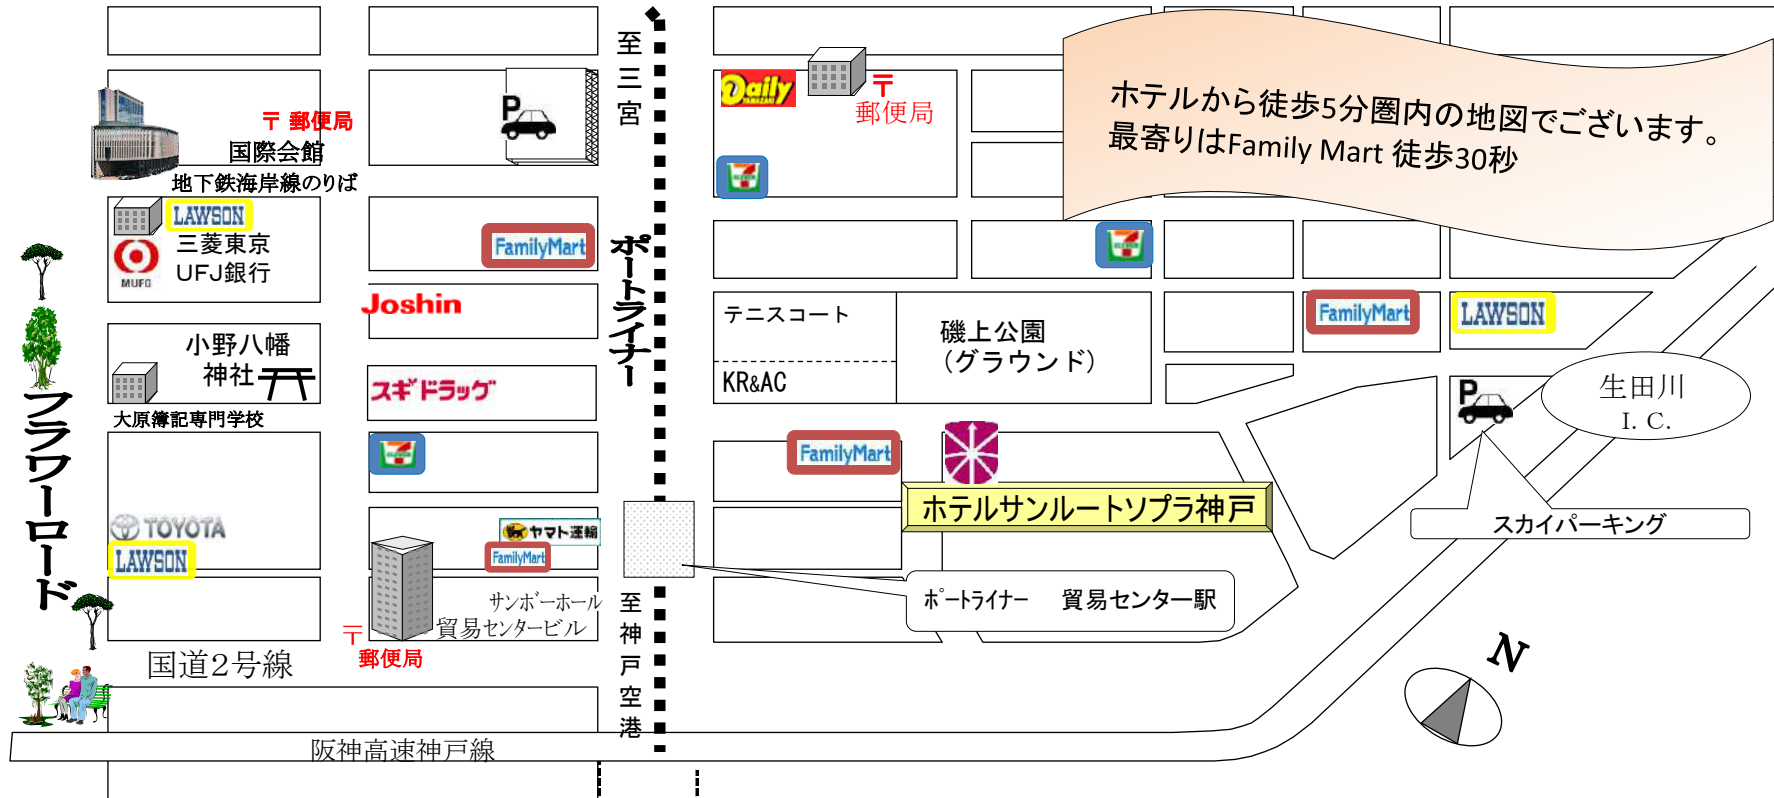 ホテルから徒歩5分圏内の地図でございます。
最寄りはFamily Mart 徒歩30秒
至三宮
ポートライナー
至神戸空港
フラワーロード
〒 郵便局
国際会館
地下鉄海岸線のりば
LAWSON
三菱東京
UFJ銀行
MUFG
小野八幡
神社
大原簿記専門学校
TOYOTA
LAWSON
国道2号線
阪神高速神戸線
P
FamilyMart
Joshin
スギドラッグ
ヤマト運輸
FamilyMart
サンボーホール
貿易センタービル
〒
郵便局
Daily
YAMAZAKI
〒
郵便局
テニスコート
KR&AC
磯上公園
(グラウンド)
FamilyMart
ホテルサンルートソプラ神戸
ポートライナー 貿易センター駅
FamilyMart
LAWSON
P
生田川
I. C.
スカイパーキング
N